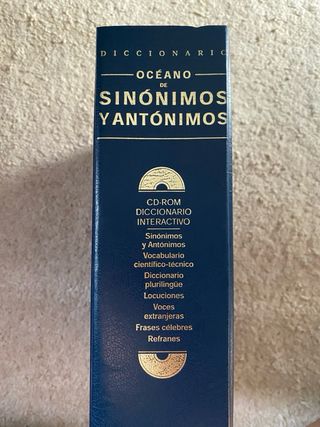 DICCIONARIO
OCÉANO DE
SINÓNIMOS
Y ANTÓNIMOS
CD-ROM
DICCIONARIO
INTERACTIVO
Sinónimos
y Antónimos
Vocabulario
científico-técnico
Diccionario
plurilingüe
Locuciones
Voces
extranjeras
Frases célebres
Refranes